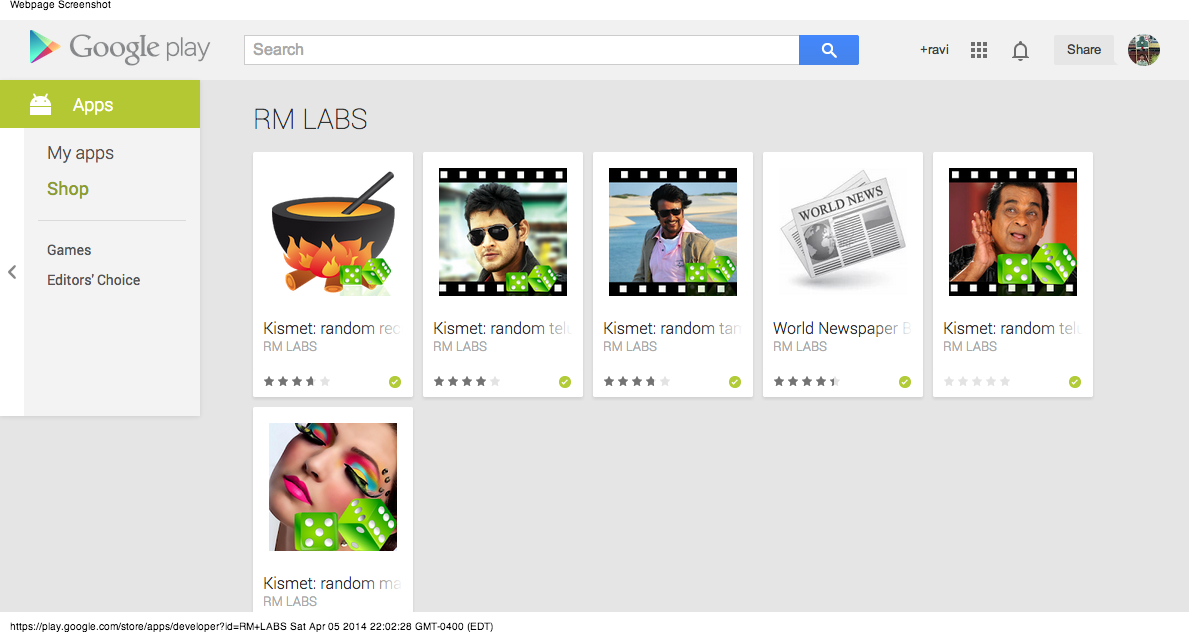 Webpage Screenshot
Google play
Search
+ravi
Share
Apps
My apps
Shop
Games
Editors' Choice
RM LABS
WORLD NEWS
Kismet: random rec
RM LABS
Kismet: random tel
RM LABS
Kismet: random tam
RM LABS
World Newspaper B
RM LABS
Kismet: random tel
RM LABS
Kismet: random ma
RM LABS
https://play.google.com/store/apps/developer?id=RM+LABS Sat Apr 05 2014 22:02:28 GMT-0400 (EDT)